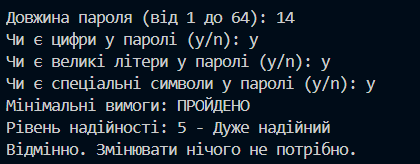 Довжина пароля (від 1 до 64): 14
Чи є цифри у паролі (y/n): y
Чи є великі літери у паролі (y/n): y
Чи є спеціальні символи у паролі (y/n): y
Мінімальні вимоги: ПРОЙДЕНО
Рівень надійності: 5 - Дуже надійний
Відмінно. Змінювати нічого не потрібно.